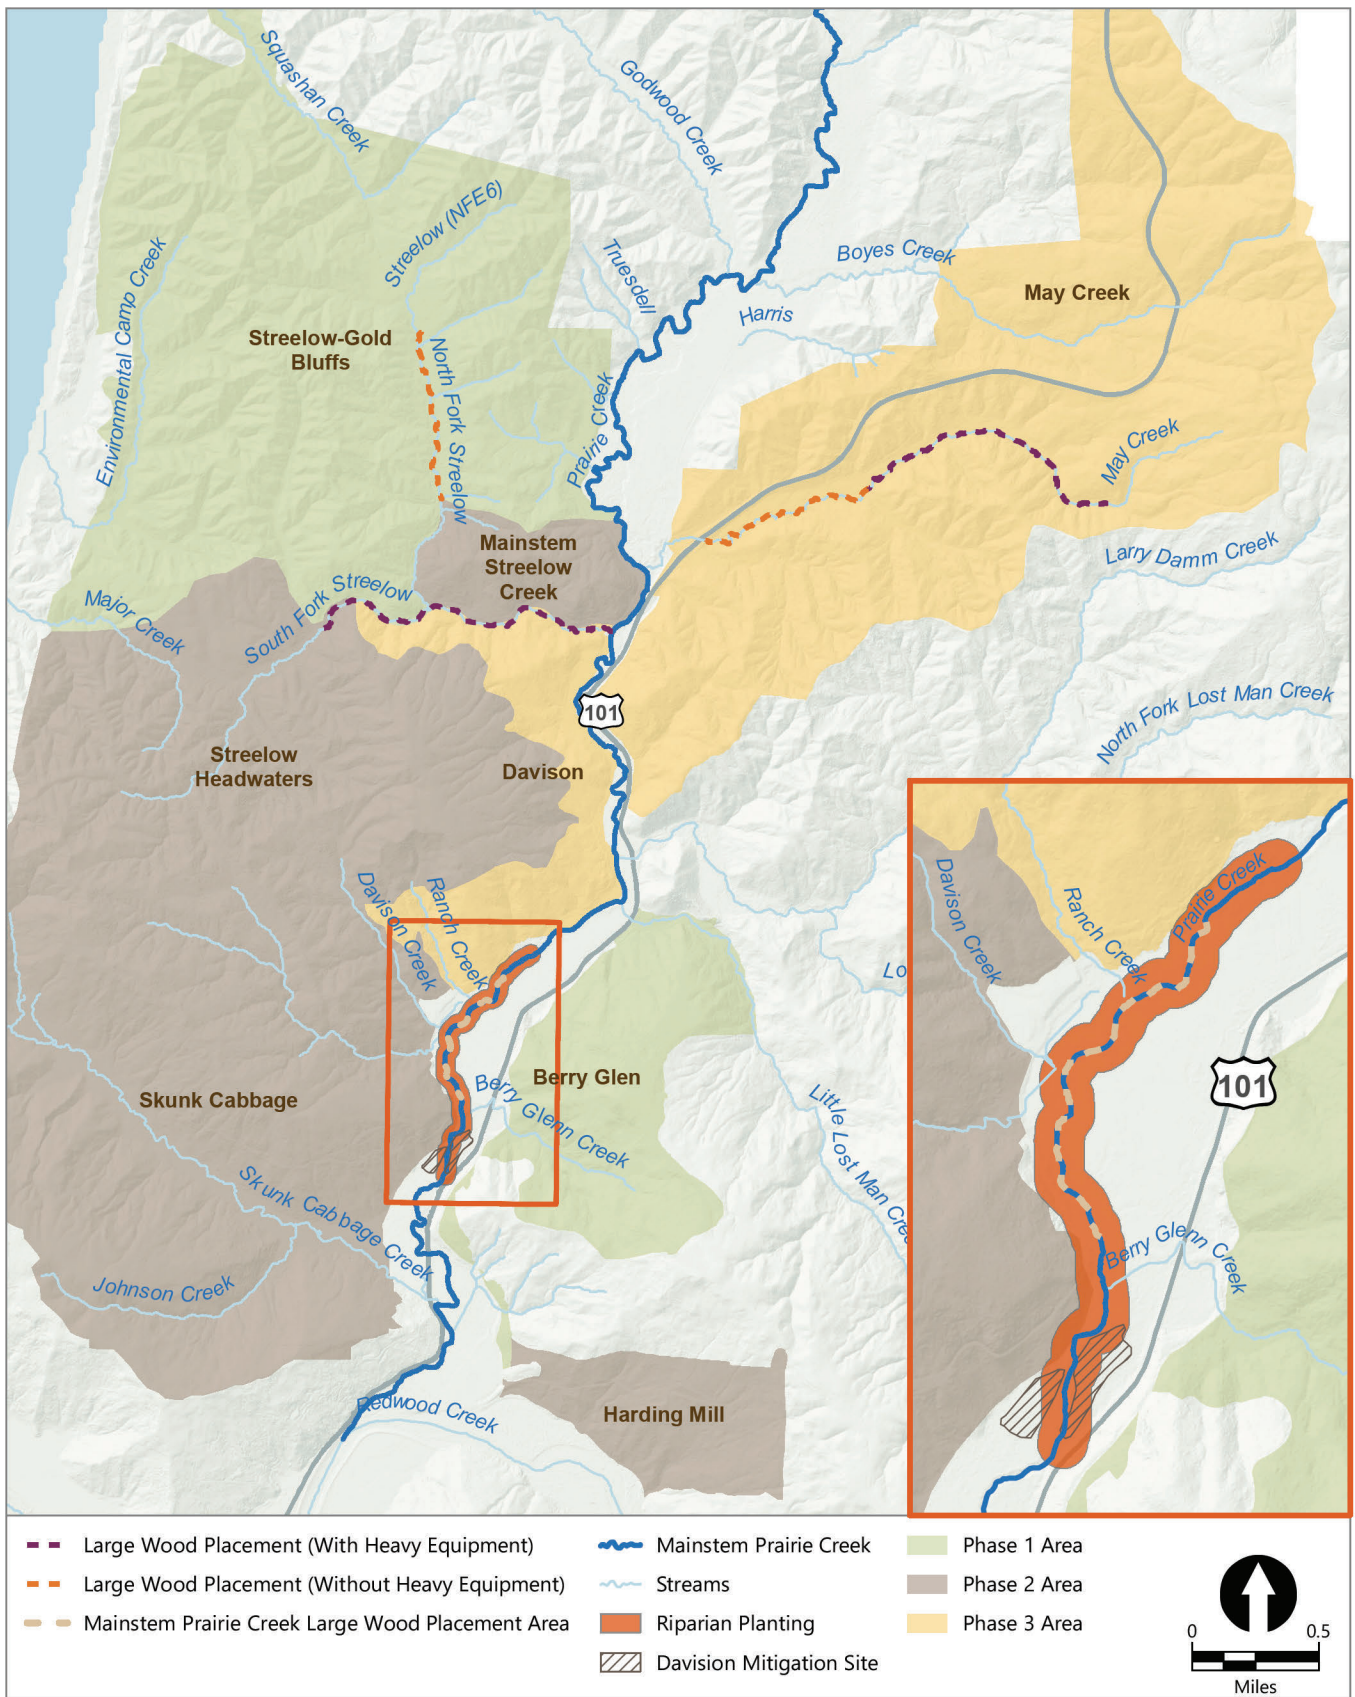 Squashan Creek
Godwood Creek
Streelow (NFE6)
Truesdell
Boyes Creek
Environmental Camp Creek
May Creek
Harris
Streelow-Gold
Bluffs
North Fork Streelow
Prairie Creek
May Creek
Mainstem
Streelow
Creek
Larry Damm Creek
Major Creek
South Fork Streelow
North Fork Lost Man Creek
101
Streelow
Headwaters
Davison
Davison Creek
Ranch Creek
Lo
Skunk Cabbage
Berry Glen
Berry Glenn Creek
Little Lost Man Cree
Skunk Cabbage Creek
Johnson Creek
Redwood Creek
Harding Mill
Davison Creek
Ranch Creek
Prairie Creek
101
Berry Glenn Creek
Large Wood Placement (With Heavy Equipment)
Large Wood Placement (Without Heavy Equipment)
Mainstem Prairie Creek Large Wood Placement Area
Mainstem Prairie Creek
Streams
Riparian Planting
Davision Mitigation Site
Phase 1 Area
Phase 2 Area
Phase 3 Area
0 0.5
Miles